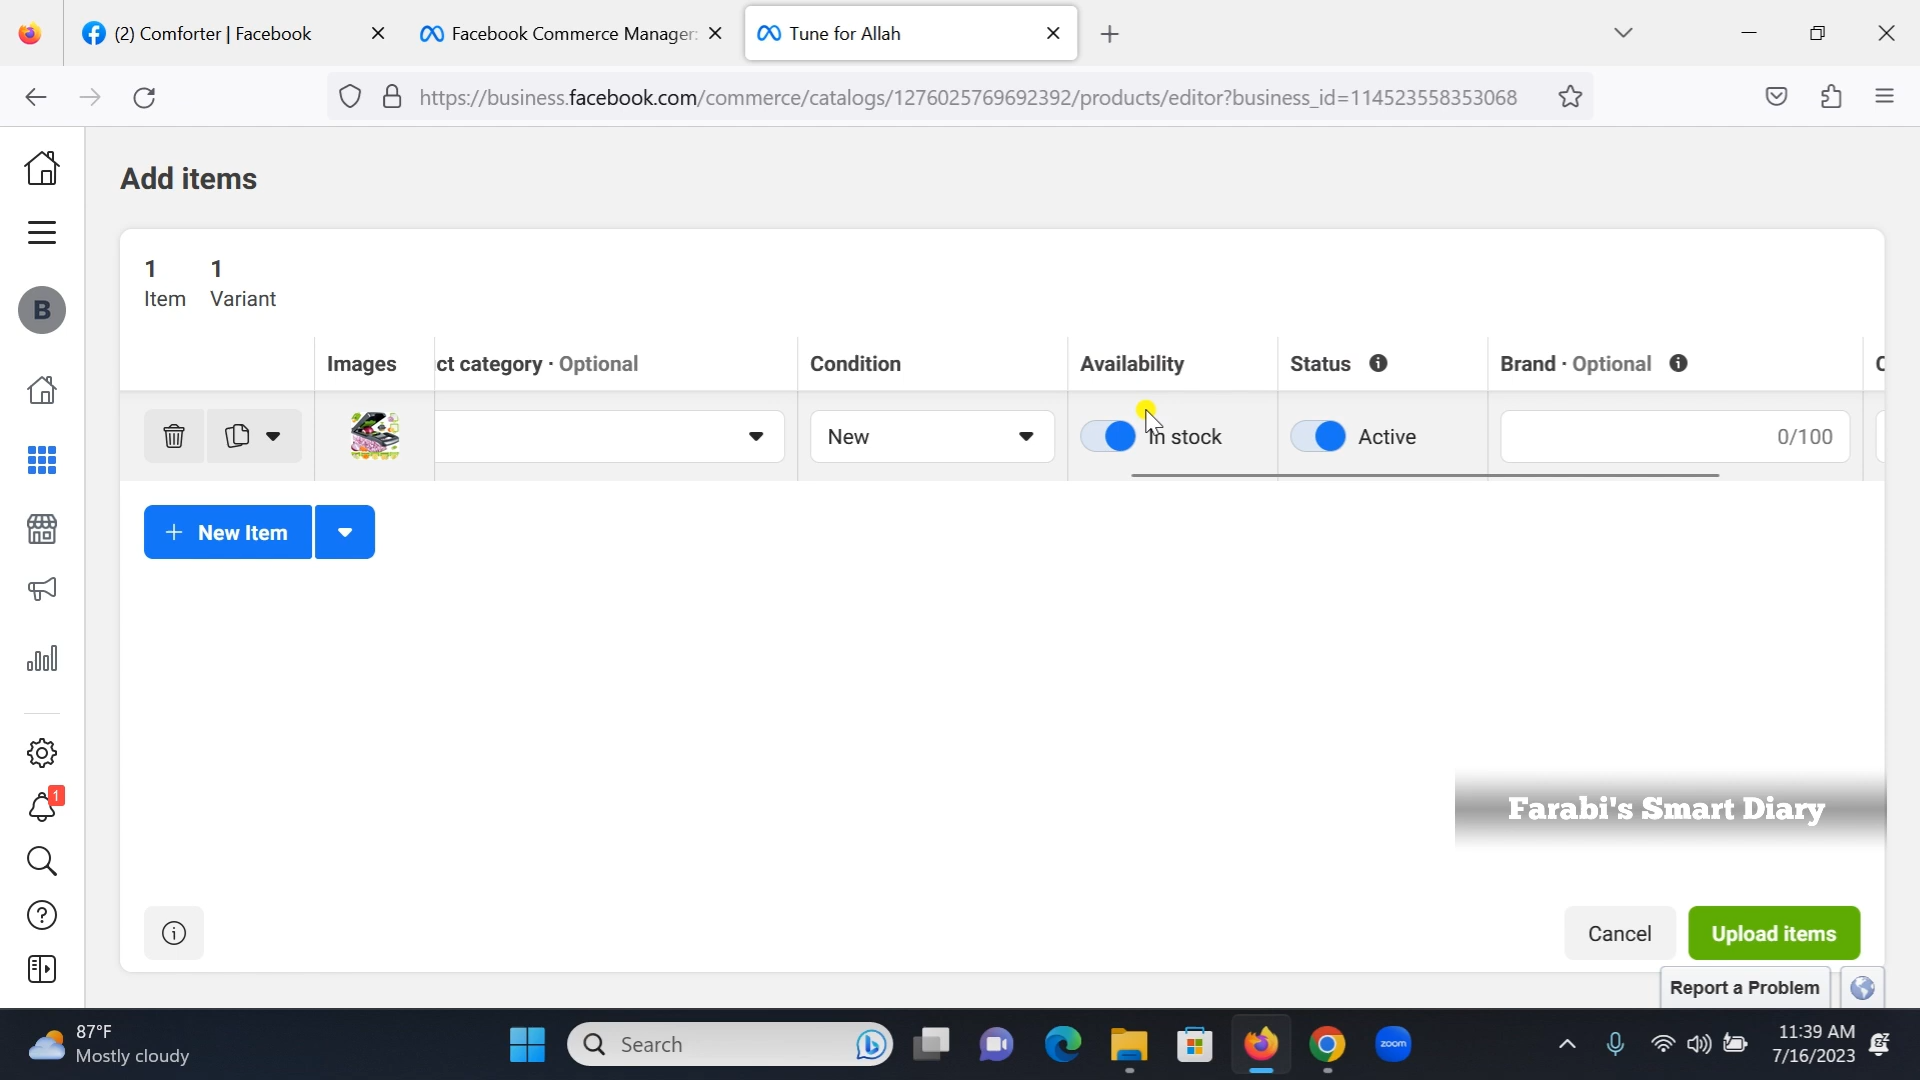 (2) Comforter | Facebook
Facebook Commerce Manager:
Tune for Allah
https://business.facebook.com/commerce/catalogs/1276025769692392/products/editor?business_id=114523558353068
Add items
1 1
Item Variant
B
Images ct category · Optional Condition Availability Status Brand · Optional C
New In stock Active 0/100
+ New Item
1
Farabi's Smart Diary
Cancel Upload items
Report a Problem
87°F
Mostly cloudy
Search
zoom
11:39 AM
7/16/2023